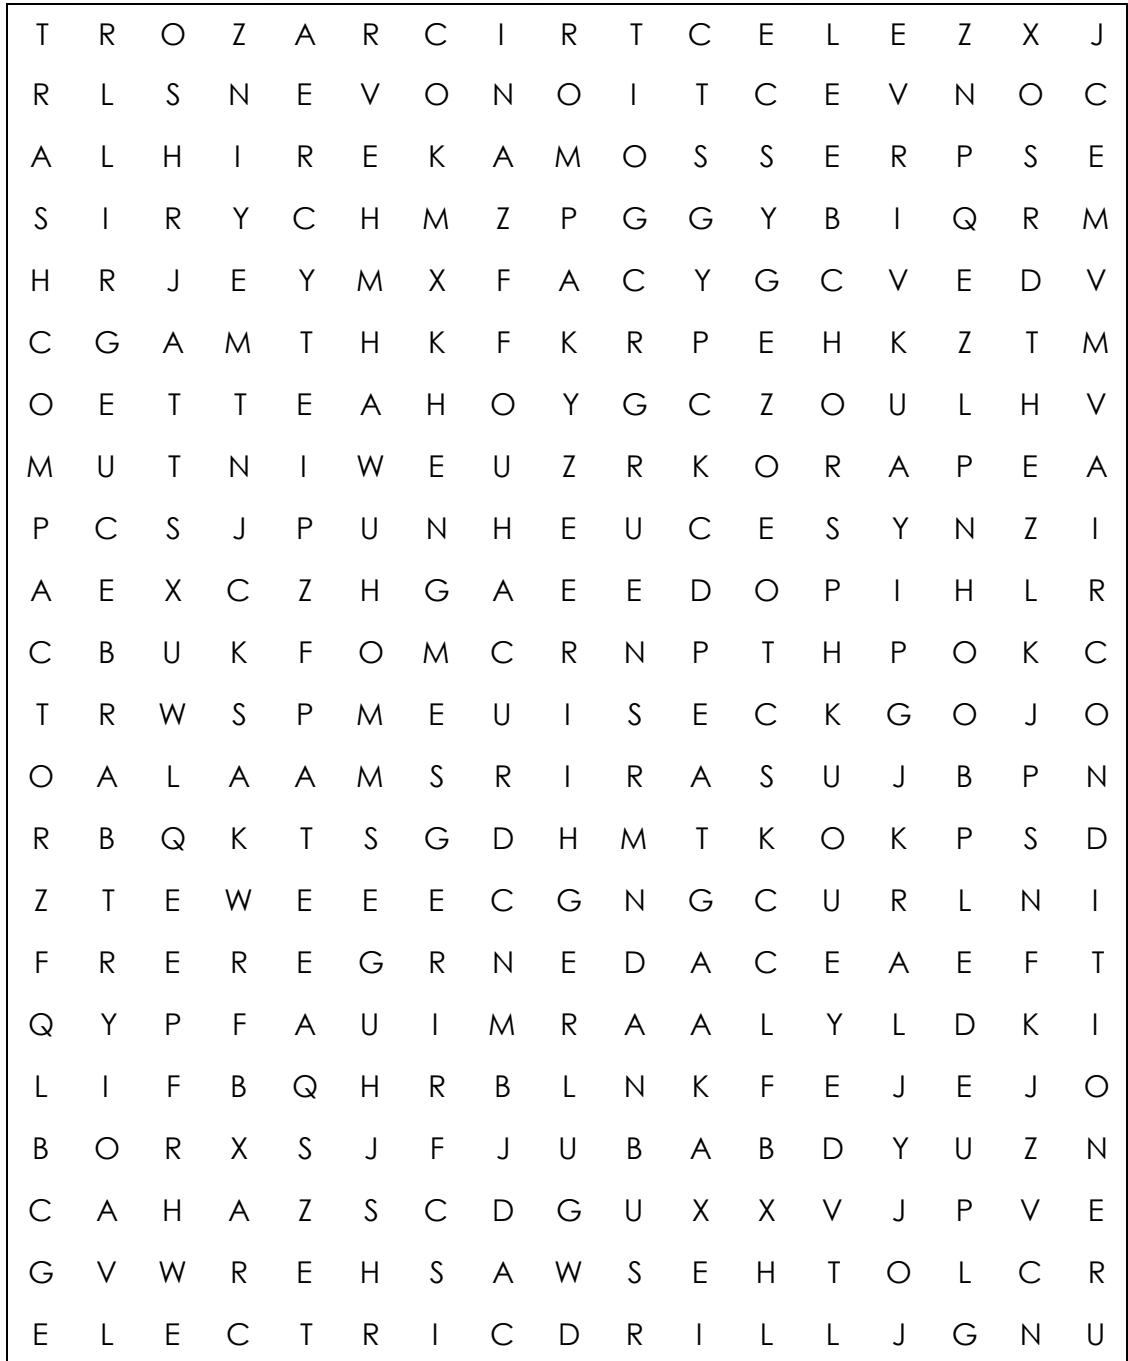 T R O Z A R C I R T C E L E Z X J
R L S N E V O N O I T C E V N O C
A L H I R E K A M O S S E R P S E
S I R Y C H M Z P G G Y B I Q R M
H R J E Y M X F A C Y G C V E D V
C G A M T H K F K R P E H K Z T M
O E T T E A H O Y G C Z O U L H V
M U T N I W E U Z R K O R A P E A
P C S J P U N H E U C E S Y N Z I
A E X C Z H G A E E D O P I H L R
C B U K F O M C R N P T H P O K C
T R W S P M E U I S E C K G O J O
O A L A A M S R I R A S U J B P N
R B Q K T S G D H M T K O K P S D
Z T E W E E E C G N G C U R L N I
F R E R E G R N E D A C E A E F T
Q Y P F A U I M R A A L Y L D K I
L I F B Q H R B L N K F E J E J O
B O R X S J F J U B A B D Y U Z N
C A H A Z S C D G U X X V J P V E
G V W R E H S A W S E H T O L C R
E L E C T R I C D R I L L J G N U